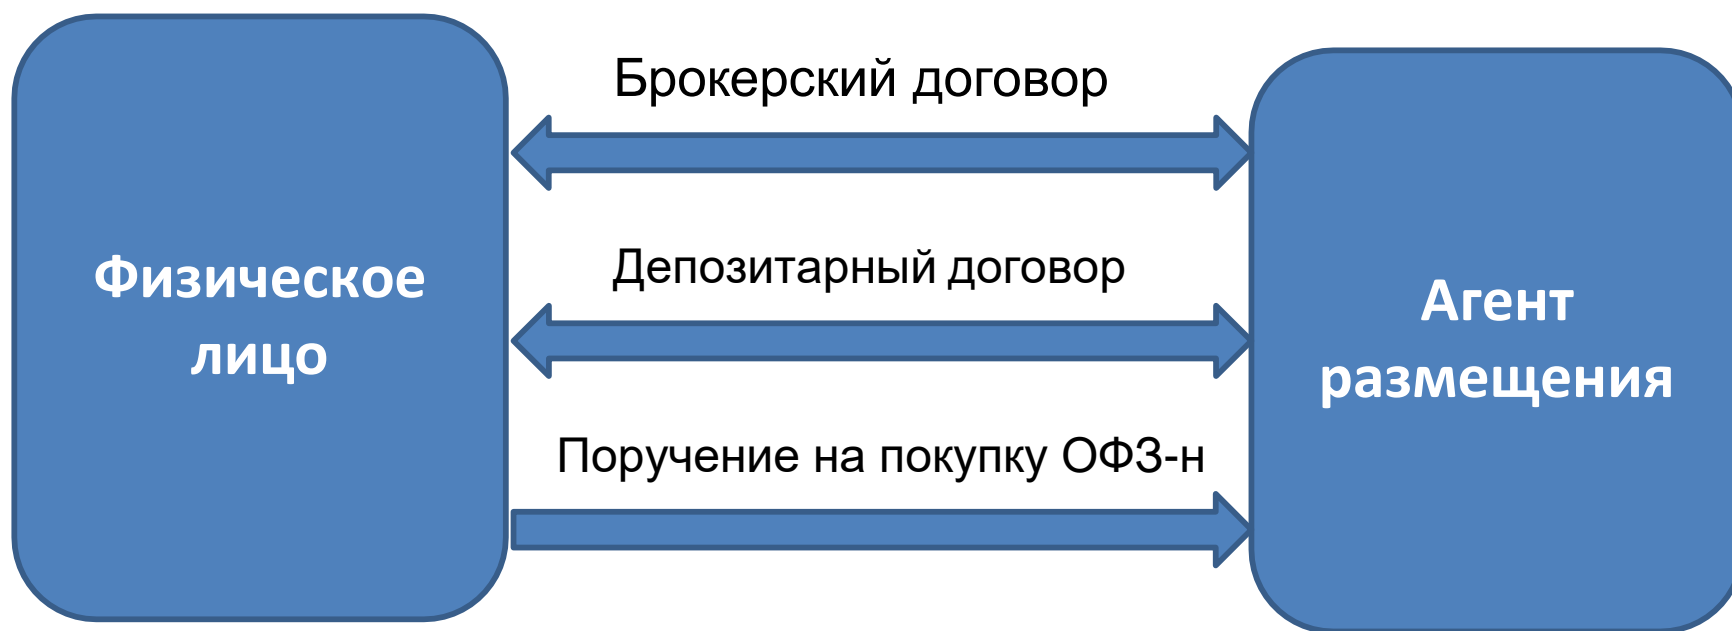 Брокерский договор
Депозитарный договор
Физическое
лицо
Агент
размещения
Поручение на покупку ОФЗ-н